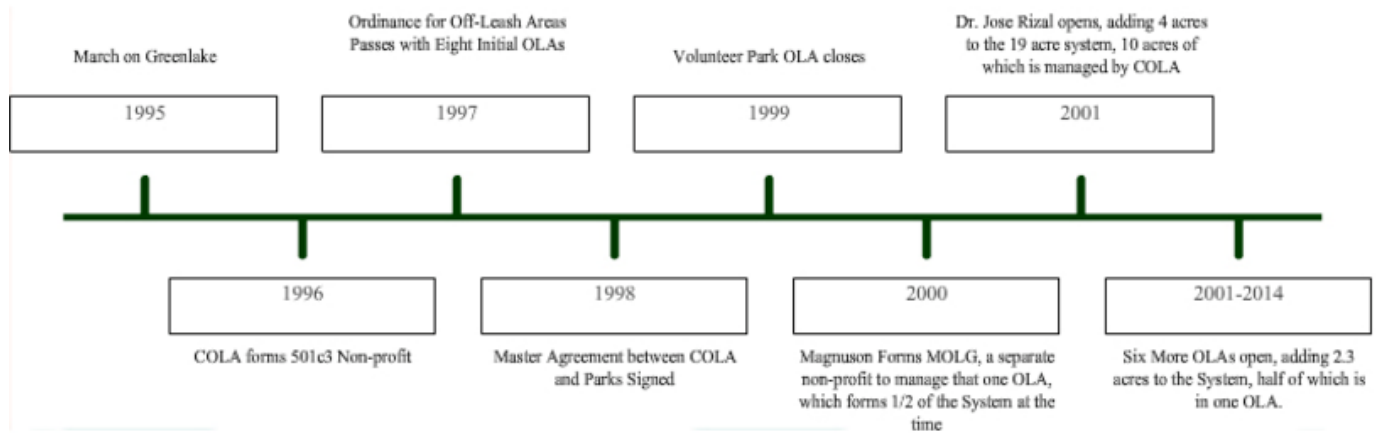 March on Greenlake
1995
Ordinance for Off-Leash Areas
Passes with Eight Initial OLAs
1997
Volunteer Park OLA closes
1999
Dr. Jose Rizal opens, adding 4 acres
to the 19 acre system, 10 acres of
which is managed by COLA
2001
1996
COLA forms 501c3 Non-profit
1998
Master Agreement between COLA
and Parks Signed
2000
Magnuson Forms MOLG, a separate
non-profit to manage that one OLA,
which forms 1/2 of the System at the
time
2001-2014
Six More OLAs open, adding 2.3
acres to the System, half of which is
in one OLA.